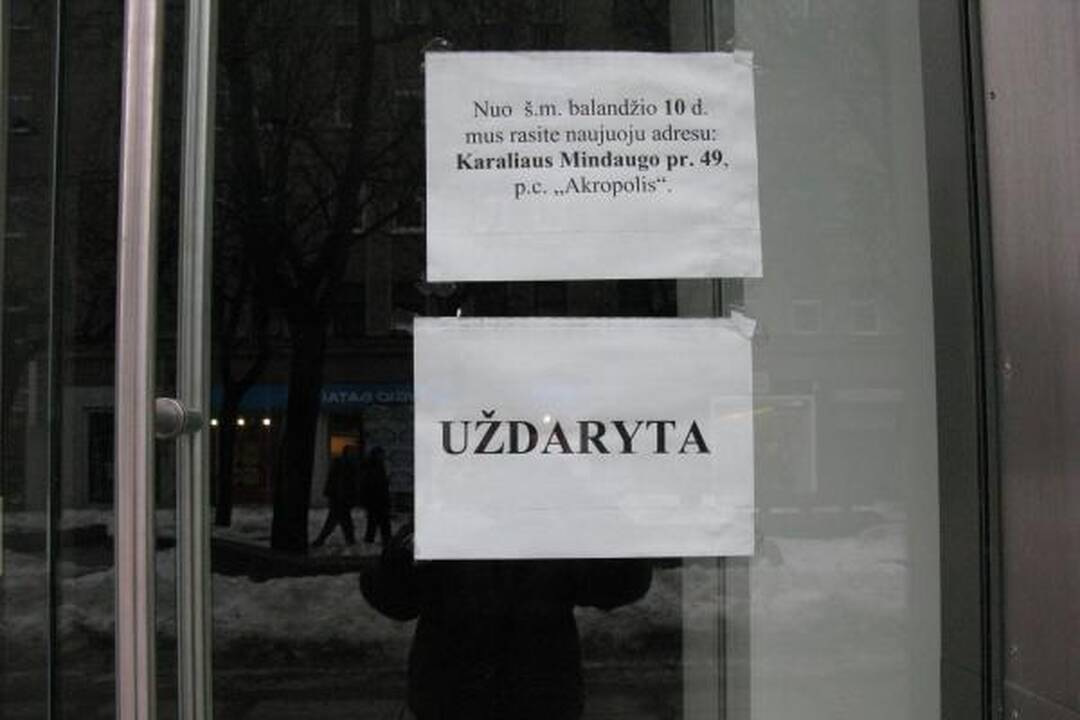 Nuo š.m. balandžio 10 d.
mus rasite naujuoju adresu:
Karaliaus Mindaugo pr. 49,
p.c. „Akropolis“.
UŽDARYTA